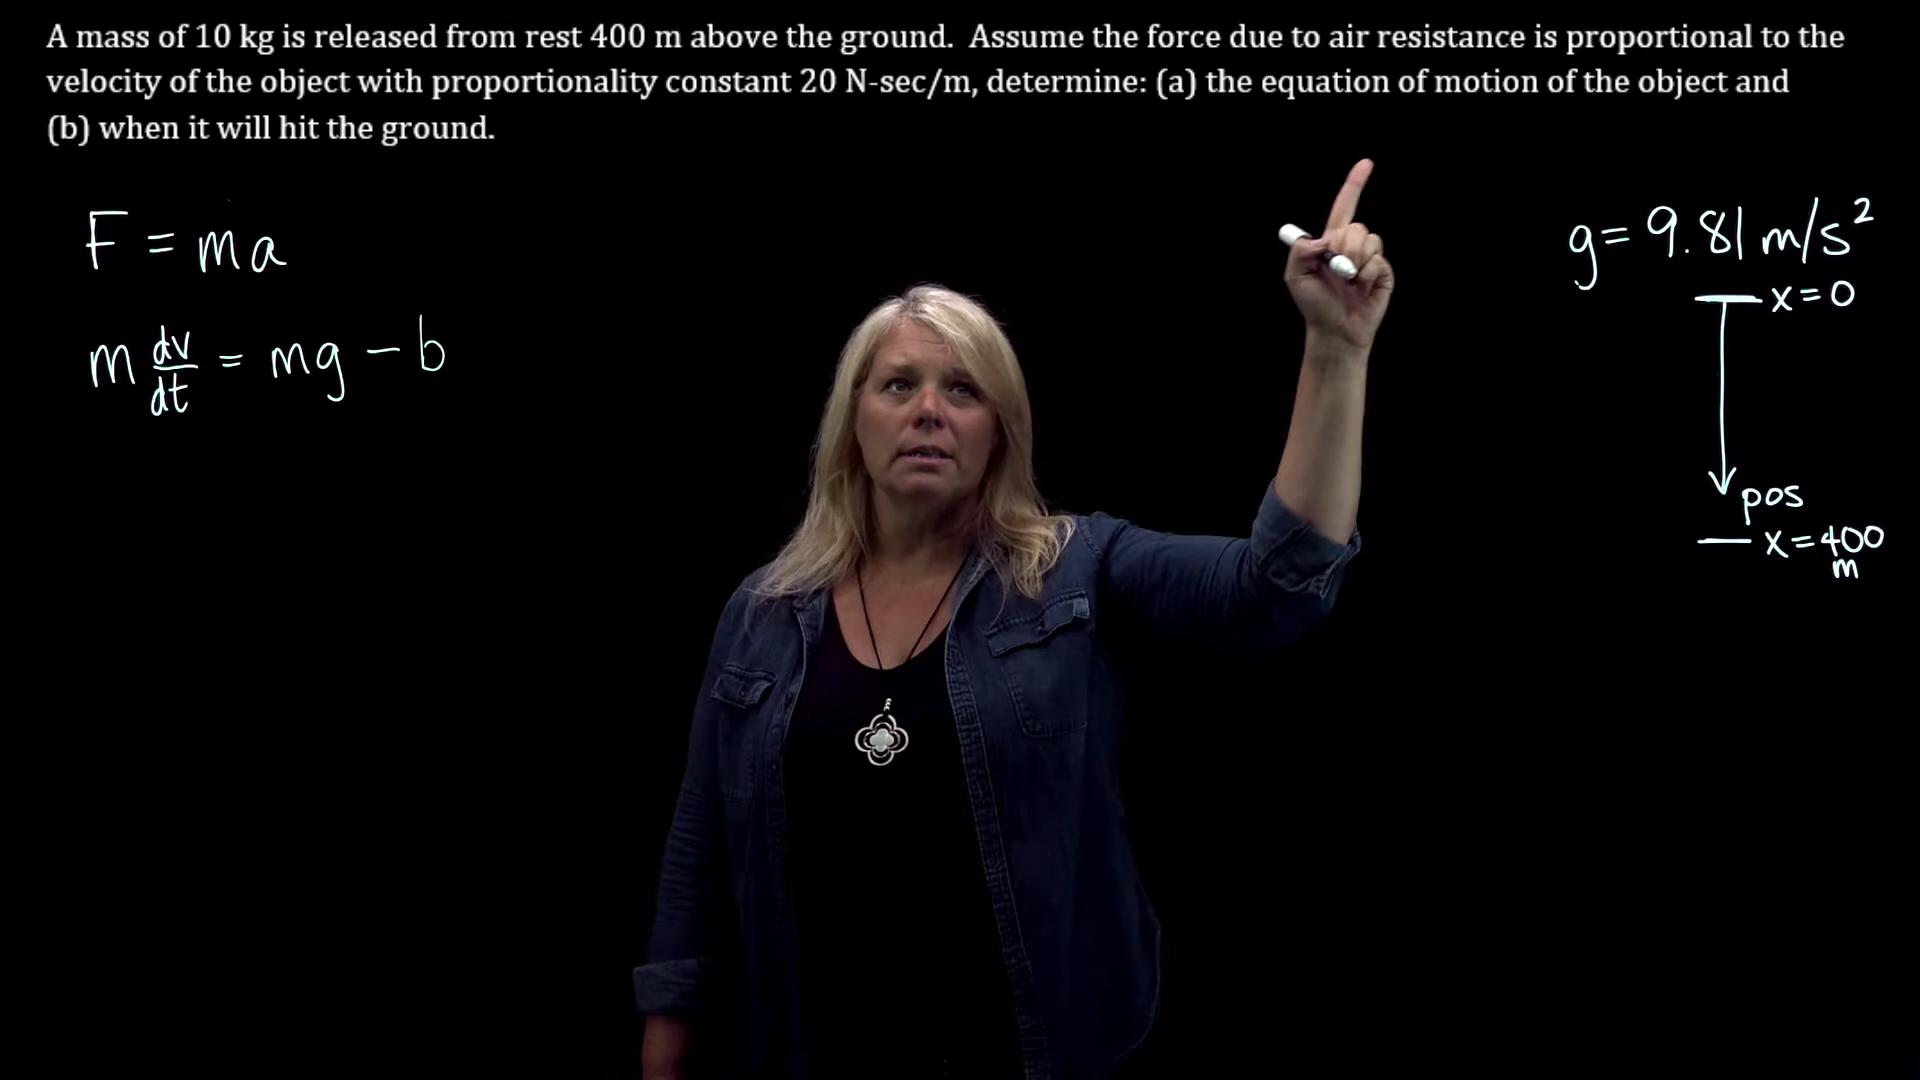 A mass of 10 kg is released from rest 400 m above the ground. Assume the force due to air resistance is proportional to the
velocity of the object with proportionality constant 20 N-sec/m, determine: (a) the equation of motion of the object and
(b) when it will hit the ground.
F = ma
m dv/dt = mg - b
g = 9.81 m/s²
x = 0
pos
x = 400
m